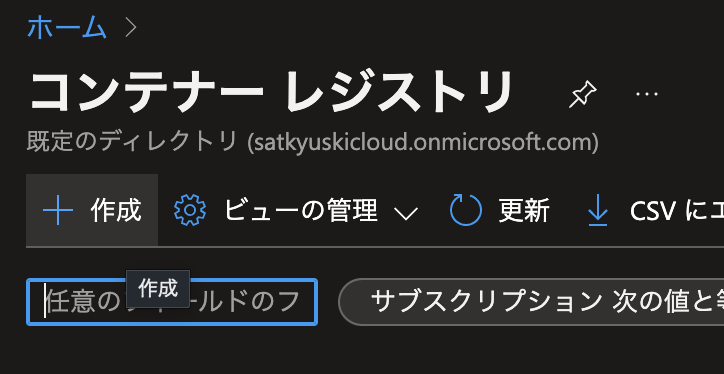 ホーム >
コンテナー レジストリ ...
既定のディレクトリ (satkyuskicloud.onmicrosoft.com)
+ 作成 ビューの管理 更新 CSV に
作成
任意の ールドのフ サブスクリプション 次の値と